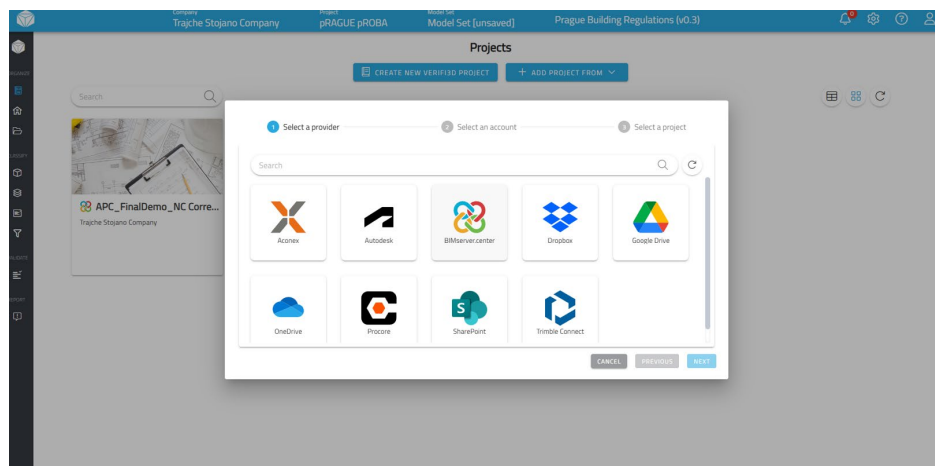 Company
Trajche Stojano Company
Project
pRAGUE pROBA
Model Set
Model Set [unsaved]
Prague Building Regulations (v0.3)
0
Projects
CREATE NEW VERIFI3D PROJECT
+ ADD PROJECT FROM
Search
1 Select a provider
2 Select an account
3 Select a project
Search
Aconex
Autodesk
BIMserver.center
Dropbox
Google Drive
OneDrive
Procore
SharePoint
Trimble Connect
CANCEL
PREVIOUS
NEXT
APC_FinalDemo_NC Corre...
Trajche Stojano Company